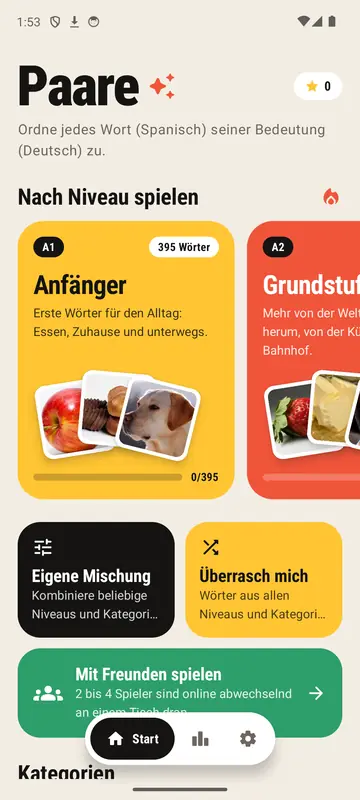 1:53
Paare
0
Ordne jedes Wort (Spanisch) seiner Bedeutung
(Deutsch) zu.
Nach Niveau spielen
A1
395 Wörter
Anfänger
Erste Wörter für den Alltag:
Essen, Zuhause und unterwegs.
0/395
A2
Grundstuf
Mehr von der Welt
herum, von der Kü
Bahnhof.
Eigene Mischung
Kombiniere beliebige
Niveaus und Kategori…
Überrasch mich
Wörter aus allen
Niveaus und Kategori…
Mit Freunden spielen
2 bis 4 Spieler sind online abwechselnd
an einem Tisch dran
Start
Kategorien